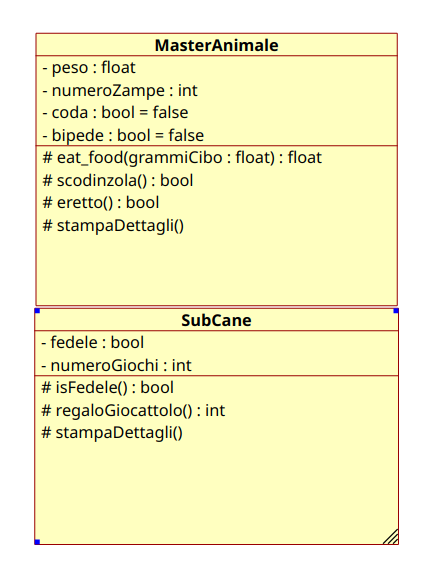 MasterAnimale
- peso : float
- numeroZampe : int
- coda : bool = false
- bipede : bool = false
# eat_food(grammiCibo : float) : float
# scodinzola() : bool
# eretto() : bool
# stampaDettagli()
SubCane
- fedele : bool
- numeroGiochi : int
# isFedele() : bool
# regaloGiocattolo() : int
# stampaDettagli()